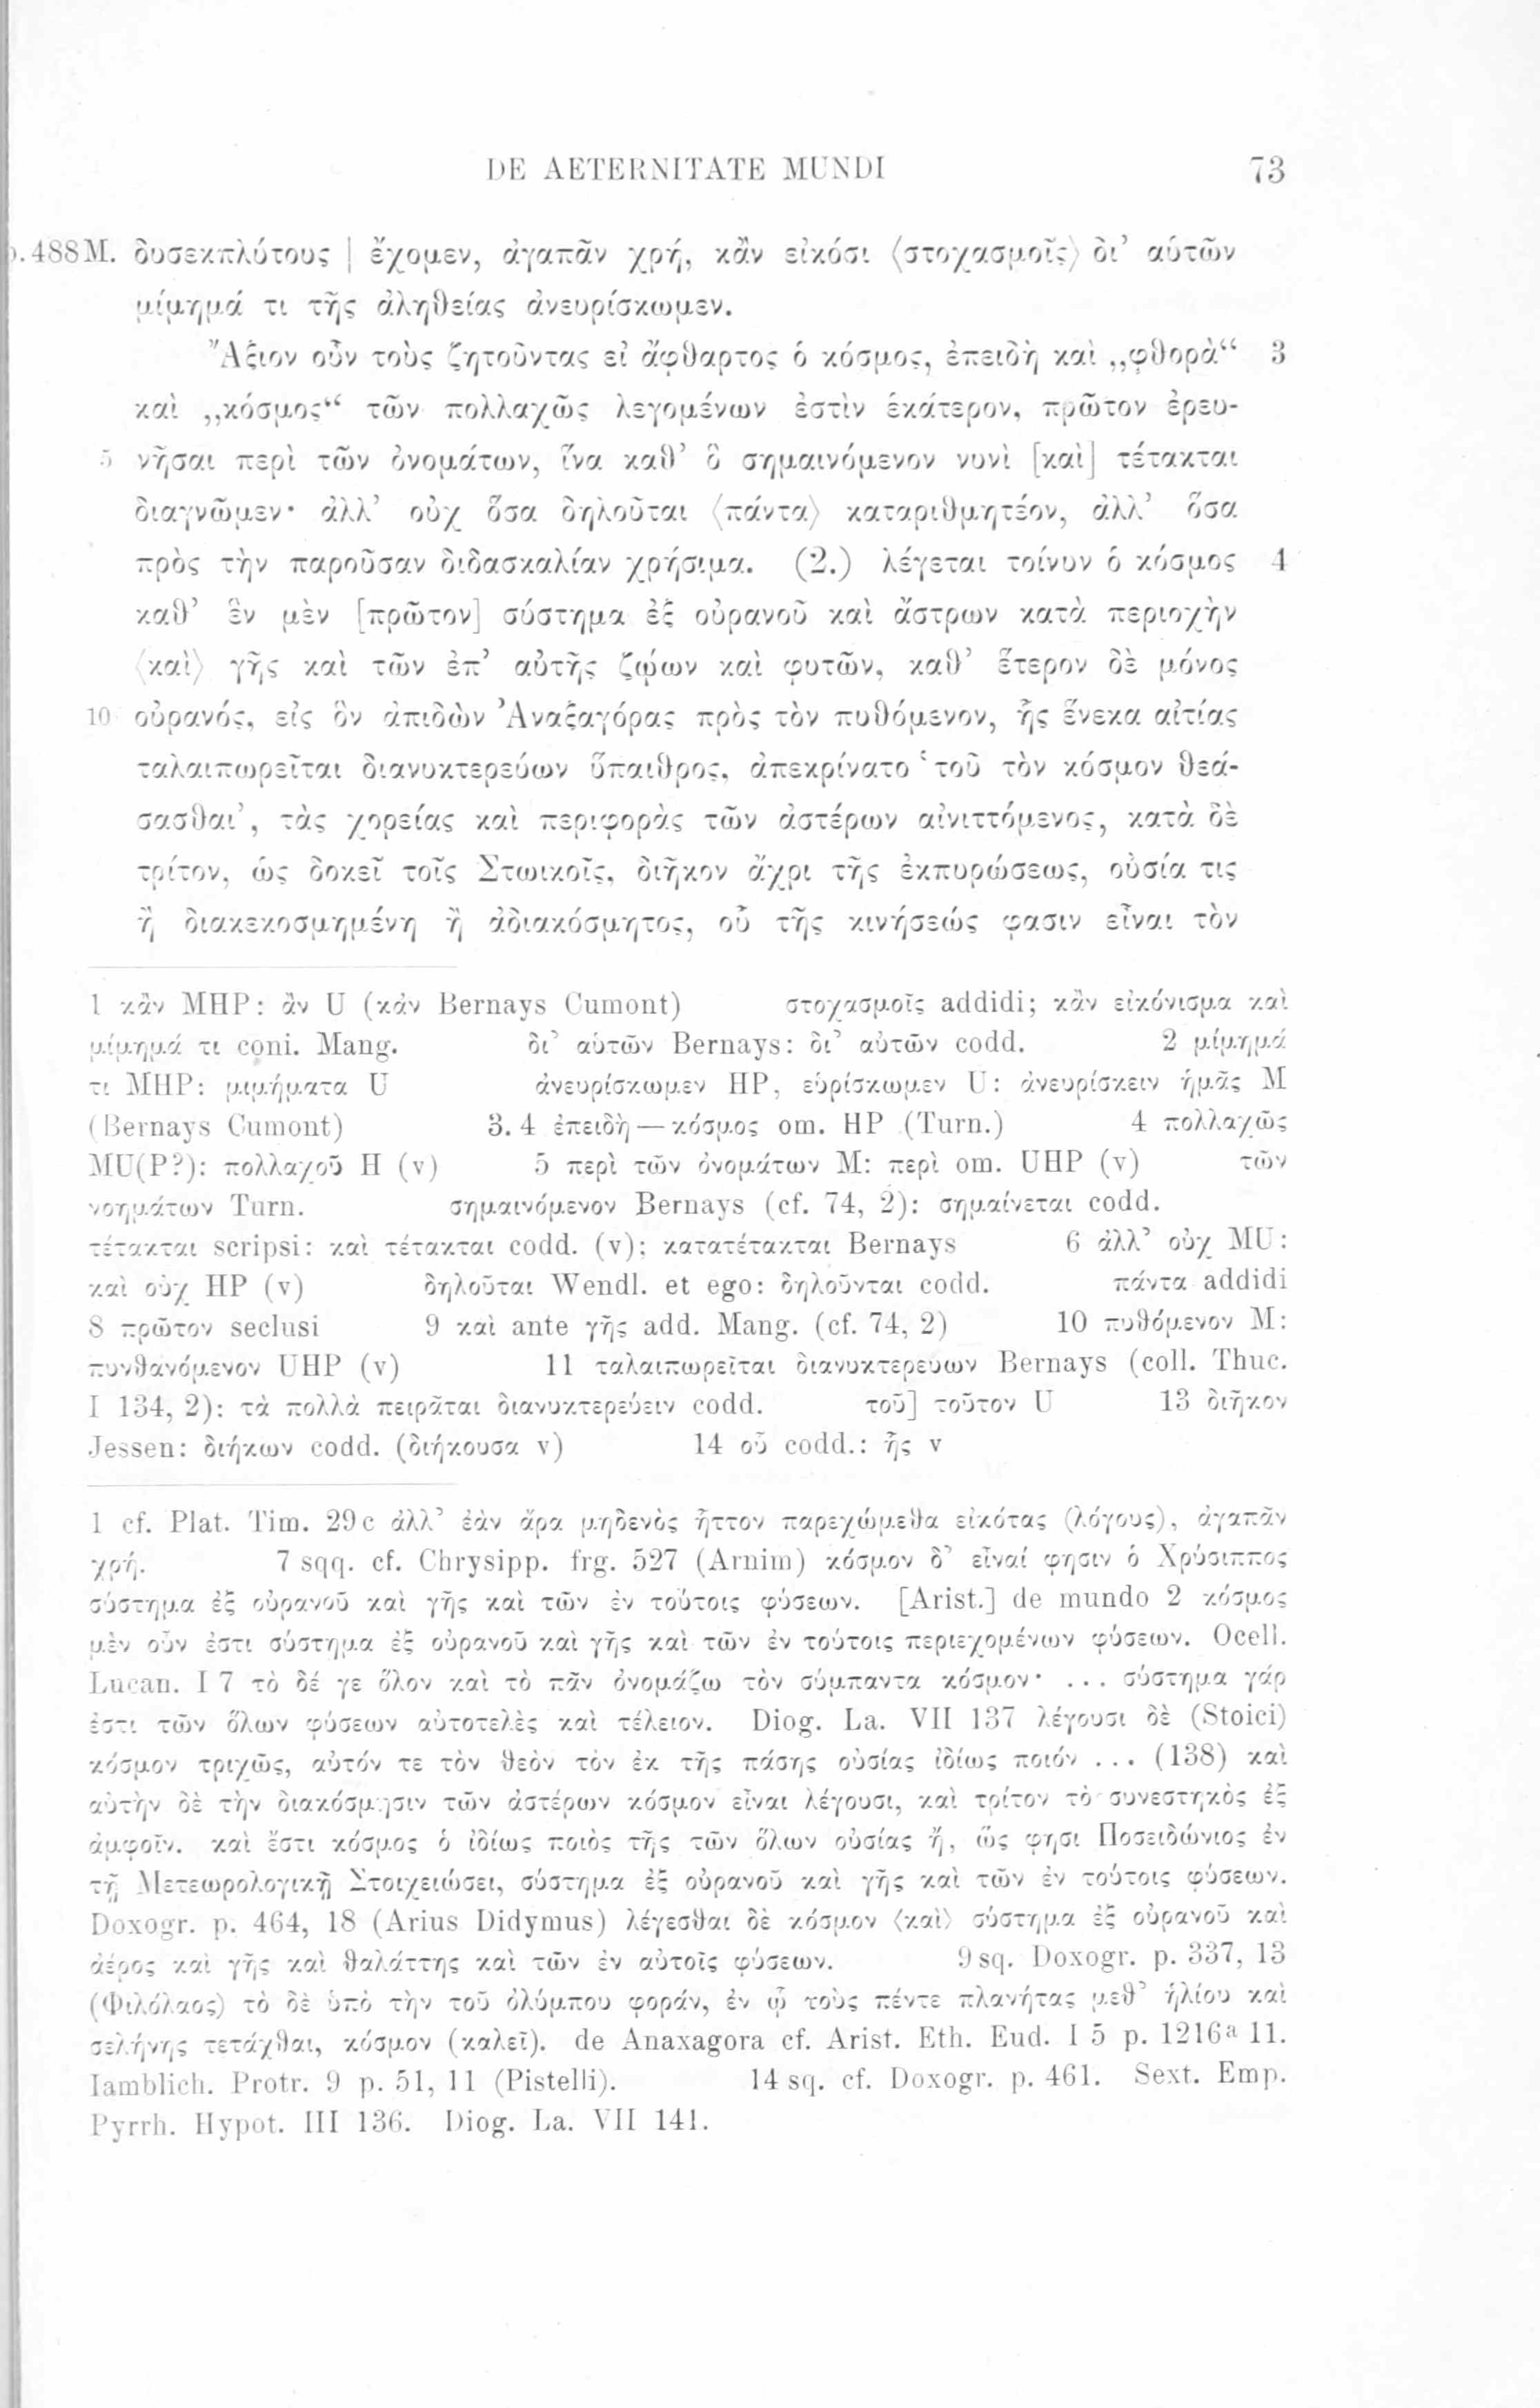 DE AETERNITATE MUNDI 73
p.488M. δυσεκπλύτους | ἔχομεν, ἀγαπᾶν χρή, κἂν εἰκόσι ⟨στοχασμοῖς⟩ δι’ αὑτῶν
μίμημά τι τῆς ἀληθείας ἀνευρίσκωμεν.
Ἄξιον οὖν τοὺς ζητοῦντας εἰ ἄφθαρτος ὁ κόσμος, ἐπειδὴ καὶ „φθορὰ“ 3
καὶ „κόσμος“ τῶν πολλαχῶς λεγομένων ἐστὶν ἑκάτερον, πρῶτον ἐρευ-
5 νῆσαι περὶ τῶν ὀνομάτων, ἵνα καθ’ ὃ σημαινόμενον νυνὶ [καὶ] τέτακται
διαγνῶμεν· ἀλλ’ οὐχ ὅσα δηλοῦται ⟨πάντα⟩ καταριθμητέον, ἀλλ’ ὅσα
πρὸς τὴν παροῦσαν διδασκαλίαν χρήσιμα. (2.) λέγεται τοίνυν ὁ κόσμος 4
καθ’ ἓν μὲν [πρῶτον] σύστημα ἐξ οὐρανοῦ καὶ ἄστρων κατὰ περιοχὴν
⟨καὶ⟩ γῆς καὶ τῶν ἐπ’ αὐτῆς ζῴων καὶ φυτῶν, καθ’ ἕτερον δὲ μόνος
10 οὐρανός, εἰς ὃν ἀπιδὼν Ἀναξαγόρας πρὸς τὸν πυθόμενον, ἧς ἕνεκα αἰτίας
ταλαιπωρεῖται διανυκτερεύων ὕπαιθρος, ἀπεκρίνατο ‘τοῦ τὸν κόσμον θεά-
σασθαι’, τὰς χορείας καὶ περιφορὰς τῶν ἀστέρων αἰνιττόμενος, κατὰ δὲ
τρίτον, ὡς δοκεῖ τοῖς Στωικοῖς, διῆκον ἄχρι τῆς ἐκπυρώσεως, οὐσία τις
ἢ διακεκοσμημένη ἢ ἀδιακόσμητος, οὗ τῆς κινήσεώς φασιν εἶναι τὸν
1 κἂν MHP: ἂν U (κἀν Bernays Cumont) στοχασμοῖς addidi; κἂν εἰκόνισμα καὶ
μίμημά τι coni. Mang. δι’ αὑτῶν Bernays: δι’ αὐτῶν codd. 2 μίμημά
τι MHP: μιμήματα U ἀνευρίσκωμεν HP, εὑρίσκωμεν U: ἀνευρίσκειν ἡμᾶς M
(Bernays Cumont) 3. 4 ἐπειδὴ — κόσμος om. HP (Turn.) 4 πολλαχῶς
MU(P?): πολλαχοῦ H (v) 5 περὶ τῶν ὀνομάτων M: περὶ om. UHP (v) τῶν
νοημάτων Turn. σημαινόμενον Bernays (cf. 74, 2): σημαίνεται codd.
τέτακται scripsi: καὶ τέτακται codd. (v); κατατέτακται Bernays 6 ἀλλ’ οὐχ MU:
καὶ οὐχ HP (v) δηλοῦται Wendl. et ego: δηλοῦνται codd. πάντα addidi
8 πρῶτον seclusi 9 καὶ ante γῆς add. Mang. (cf. 74, 2) 10 πυθόμενον M:
πυνθανόμενον UHP (v) 11 ταλαιπωρεῖται διανυκτερευων Bernays (coll. Thuc.
I 134, 2): τὰ πολλὰ πειρᾶται διανυκτερεύειν codd. τοῦ] τοῦτον U 13 διῆκον
Jessen: διήκων codd. (διήκουσα v) 14 οὗ codd.: ἧς v
1 cf. Plat. Tim. 29c ἀλλ’ ἐὰν ἄρα μηδενὸς ἧττον παρεχώμεθα εἰκότας (λόγους), ἀγαπᾶν
χρή. 7 sqq. cf. Chrysipp. frg. 527 (Arnim) κόσμον δ’ εἶναί φησιν ὁ Χρύσιππος
σύστημα ἐξ οὐρανοῦ καὶ γῆς καὶ τῶν ἐν τούτοις φύσεων. [Arist.] de mundo 2 κόσμος
μὲν οὖν ἐστι σύστημα ἐξ οὐρανοῦ καὶ γῆς καὶ τῶν ἐν τούτοις περιεχομένων φύσεων. Ocell.
Lucan. I 7 τὸ δέ γε ὅλον καὶ τὸ πᾶν ὀνομάζω τὸν σύμπαντα κόσμον· ... σύστημα γάρ
ἐστι τῶν ὅλων φύσεων αὐτοτελὲς καὶ τέλειον. Diog. La. VII 137 λέγουσι δὲ (Stoici)
κόσμον τριχῶς, αὐτόν τε τὸν θεὸν τὸν ἐκ τῆς πάσης οὐσίας ἰδίως ποιόν ... (138) καὶ
αὐτὴν δὲ τὴν διακόσμησιν τῶν ἀστέρων κόσμον εἶναι λέγουσι, καὶ τρίτον τὸ συνεστηκὸς ἐξ
ἀμφοῖν. καὶ ἔστι κόσμος ὁ ἰδίως ποιὸς τῆς τῶν ὅλων οὐσίας ἤ, ὥς φησι Ποσειδώνιος ἐν
τῇ Μετεωρολογικῇ Στοιχειώσει, σύστημα ἐξ οὐρανοῦ καὶ γῆς καὶ τῶν ἐν τούτοις φύσεων.
Doxogr. p. 464, 18 (Arius Didymus) λέγεσθαι δὲ κόσμον ⟨καὶ⟩ σύστημα ἐξ οὐρανοῦ καὶ
ἀέρος καὶ γῆς καὶ θαλάττης καὶ τῶν ἐν αὐτοῖς φύσεων. 9 sq. Doxogr. p. 337, 13
(Φιλόλαος) τὸ δὲ ὑπὸ τὴν τοῦ ὀλύμπου φοράν, ἐν ᾧ τοὺς πέντε πλανήτας μεθ’ ἡλίου καὶ
σελήνης τετάχθαι, κόσμον (καλεῖ). de Anaxagora cf. Arist. Eth. Eud. I 5 p. 1216a 11.
Iamblich. Protr. 9 p. 51, 11 (Pistelli). 14 sq. cf. Doxogr. p. 461. Sext. Emp.
Pyrrh. Hypot. III 136. Diog. La. VII 141.